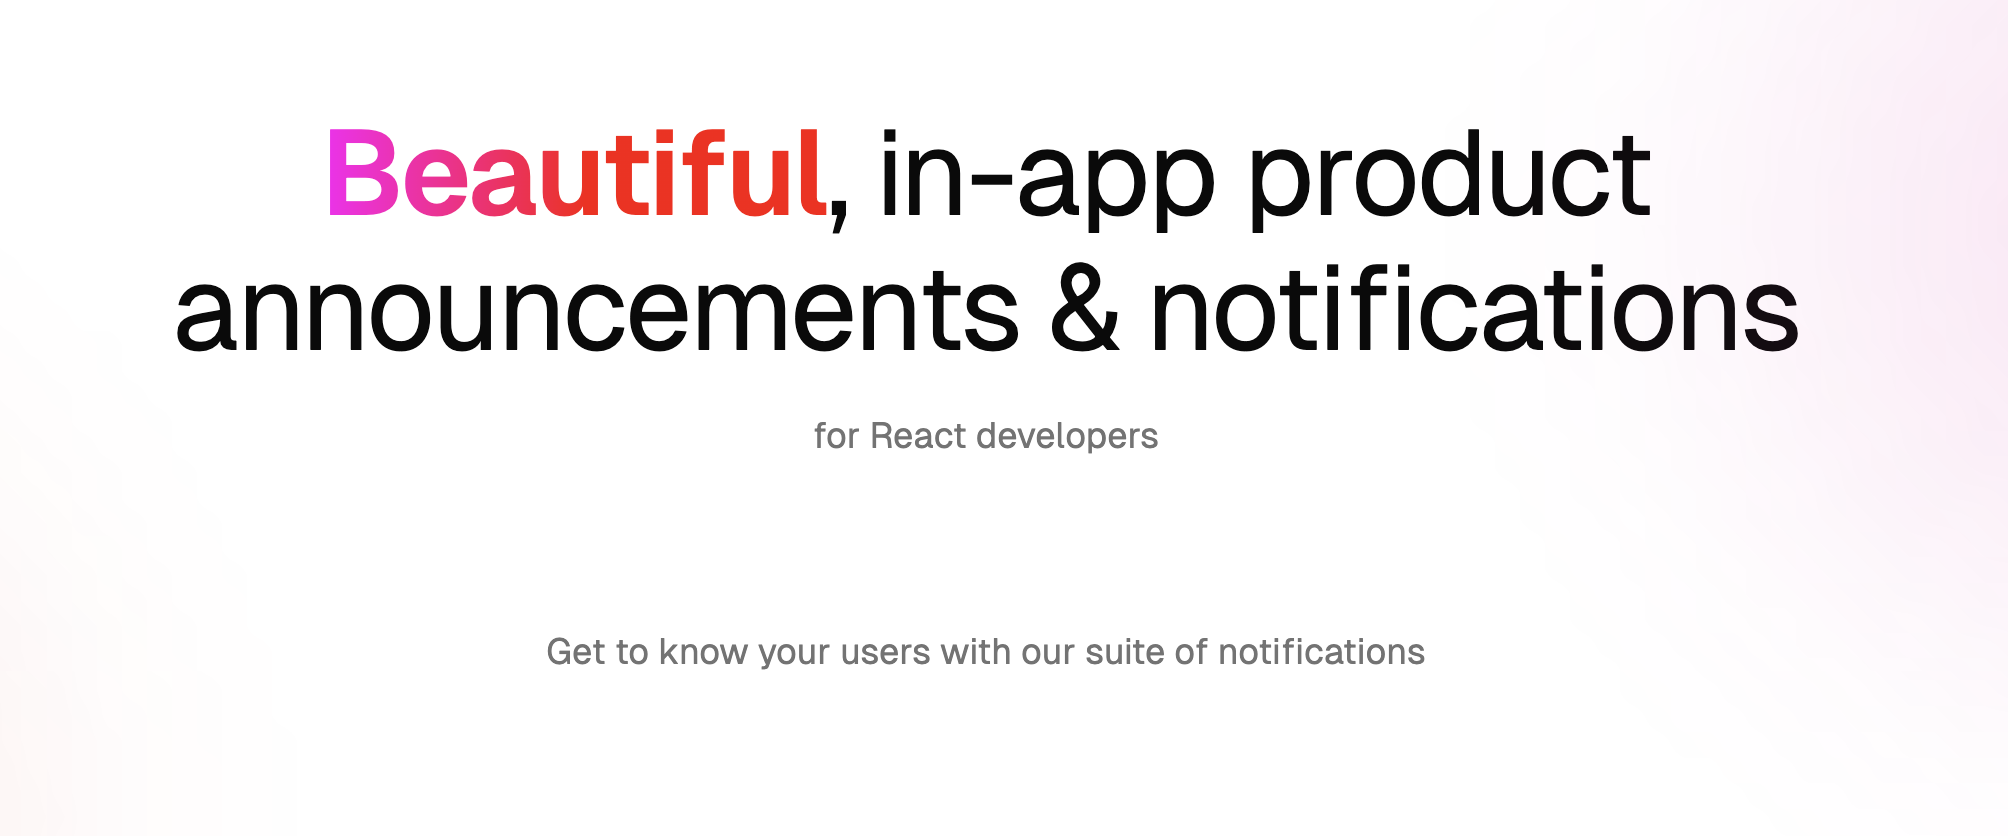 Beautiful, in-app product
announcements & notifications
for React developers
Get to know your users with our suite of notifications